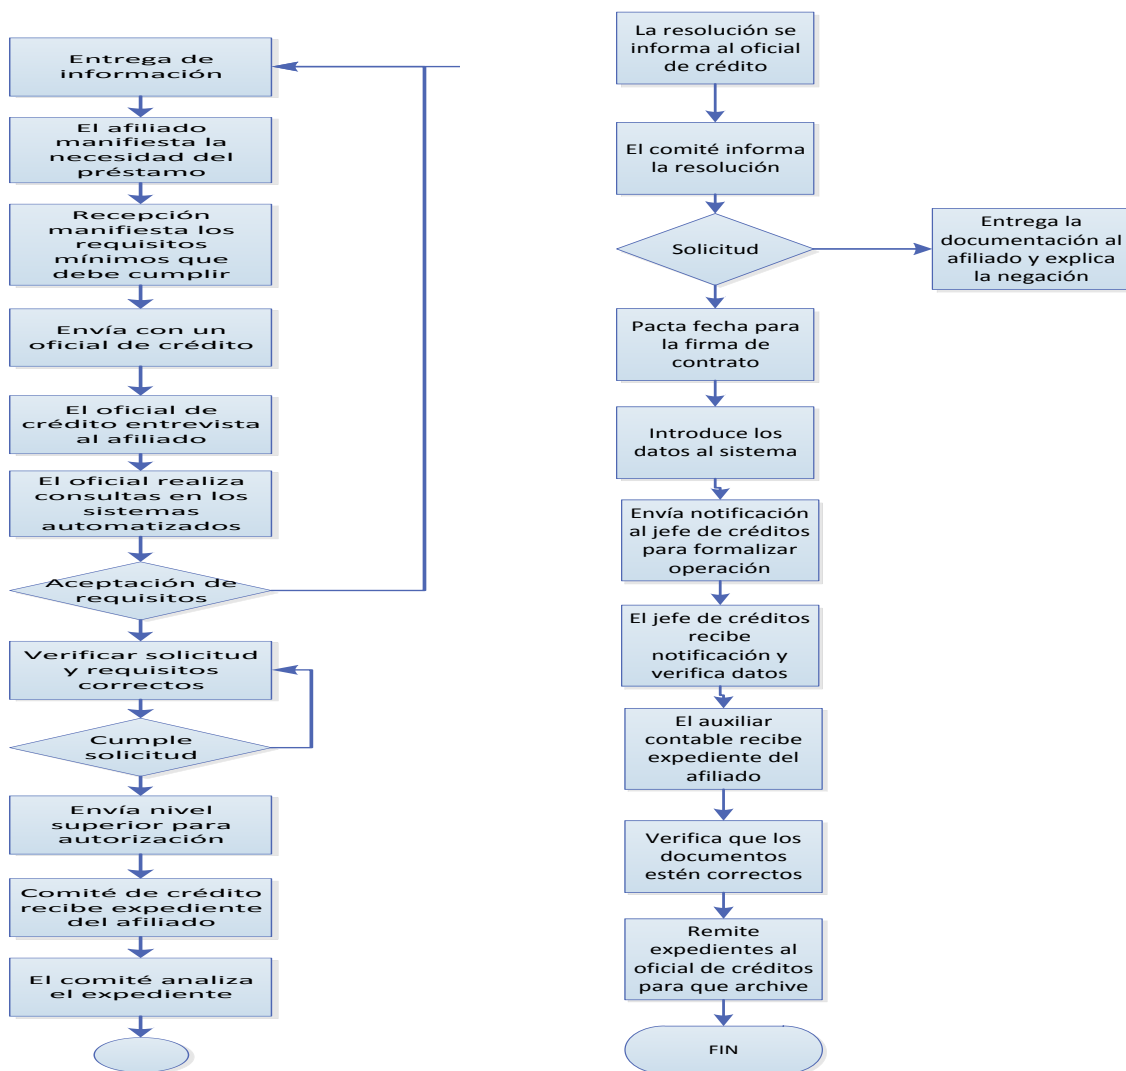 Entrega de
información
El afiliado
manifiesta la
necesidad del
préstamo
Recepción
manifiesta los
requisitos
mínimos que
debe cumplir
Envía con un
oficial de crédito
El oficial de
crédito entrevista
al afiliado
El oficial realiza
consultas en los
sistemas
automatizados
Aceptación de
requisitos
Verificar solicitud
y requisitos
correctos
Cumple
solicitud
Envía nivel
superior para
autorización
Comité de crédito
recibe expediente
del afiliado
El comité analiza
el expediente
La resolución se
informa al oficial
de crédito
El comité informa
la resolución
Solicitud
Entrega la
documentación al
afiliado y explica
la negación
Pacta fecha para
la firma de
contrato
Introduce los
datos al sistema
Envía notificación
al jefe de créditos
para formalizar
operación
El jefe de créditos
recibe
notificación y
verifica datos
El auxiliar
contable recibe
expediente del
afiliado
Verifica que los
documentos
estén correctos
Remite
expedientes al
oficial de créditos
para que archive
FIN